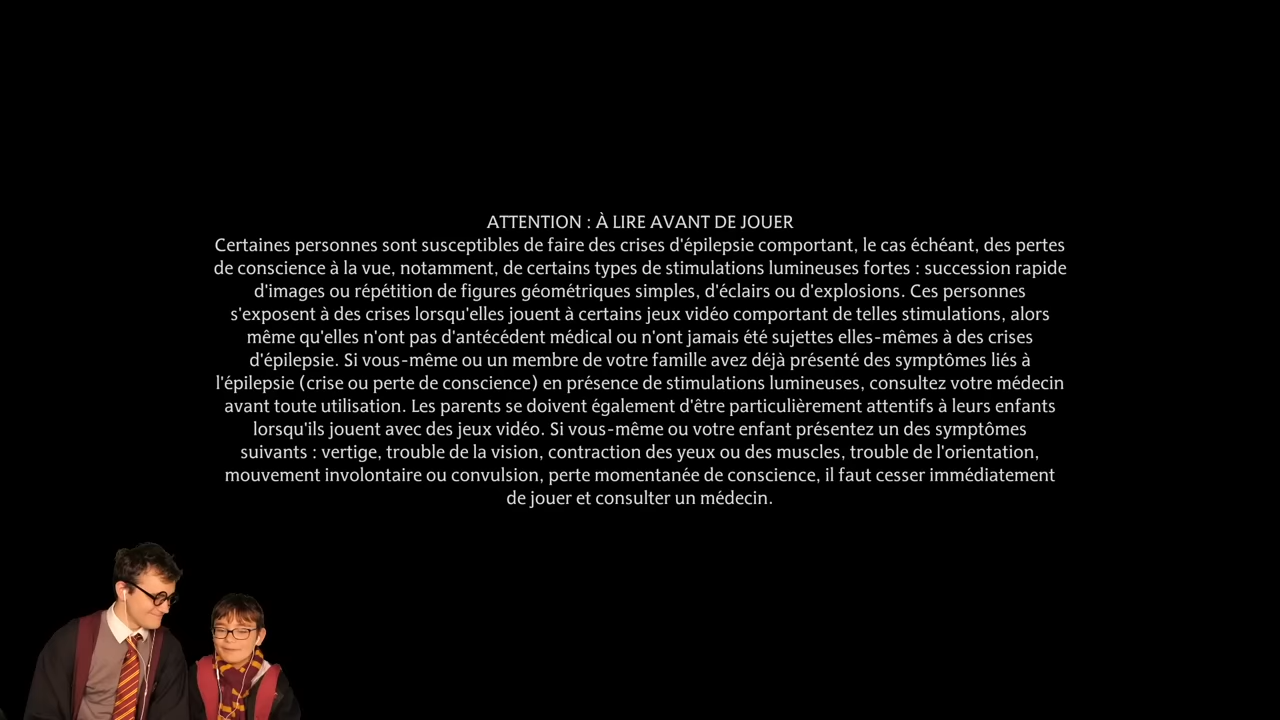 ATTENTION : À LIRE AVANT DE JOUER
Certaines personnes sont susceptibles de faire des crises d'épilepsie comportant, le cas échéant, des pertes
de conscience à la vue, notamment, de certains types de stimulations lumineuses fortes : succession rapide
d'images ou répétition de figures géométriques simples, d'éclairs ou d'explosions. Ces personnes
s'exposent à des crises lorsqu'elles jouent à certains jeux vidéo comportant de telles stimulations, alors
même qu'elles n'ont pas d'antécédent médical ou n'ont jamais été sujettes elles-mêmes à des crises
d'épilepsie. Si vous-même ou un membre de votre famille avez déjà présenté des symptômes liés à
l'épilepsie (crise ou perte de conscience) en présence de stimulations lumineuses, consultez votre médecin
avant toute utilisation. Les parents se doivent également d'être particulièrement attentifs à leurs enfants
lorsqu'ils jouent avec des jeux vidéo. Si vous-même ou votre enfant présentez un des symptômes
suivants : vertige, trouble de la vision, contraction des yeux ou des muscles, trouble de l'orientation,
mouvement involontaire ou convulsion, perte momentanée de conscience, il faut cesser immédiatement
de jouer et consulter un médecin.